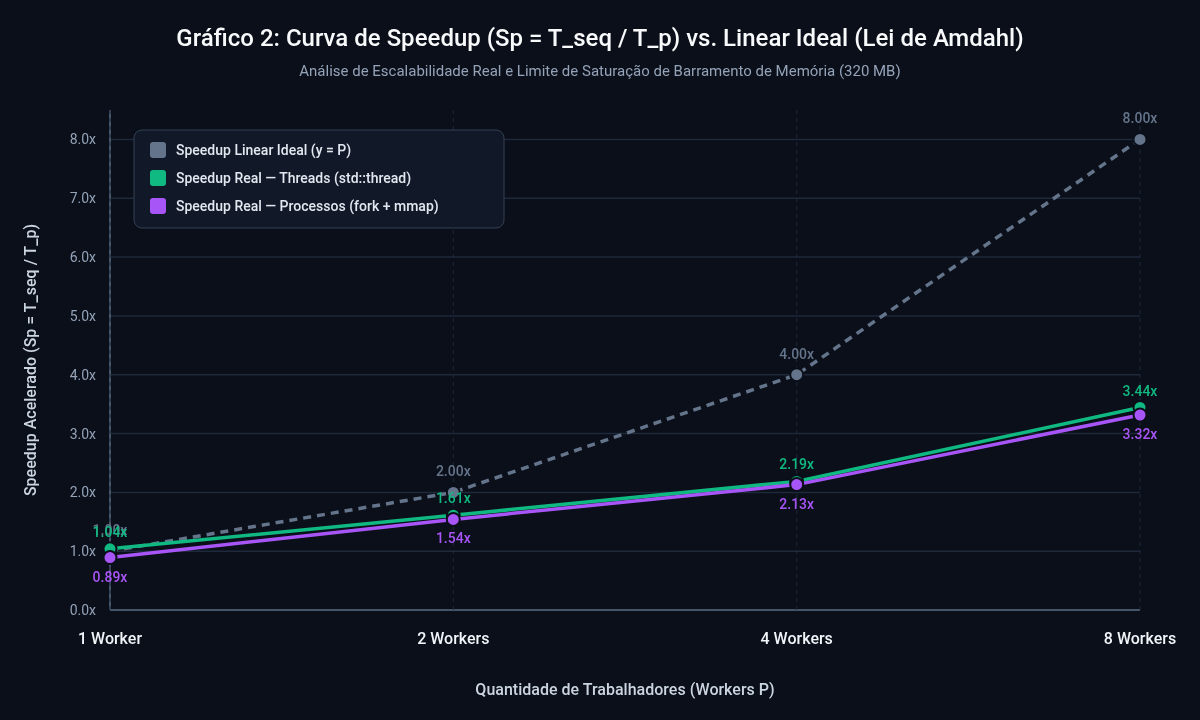 Gráfico 2: Curva de Speedup (Sp = T_seq / T_p) vs. Linear Ideal (Lei de Amdahl)
Análise de Escalabilidade Real e Limite de Saturação de Barramento de Memória (320 MB)
Speedup Linear Ideal (y = P)
Speedup Real — Threads (std::thread)
Speedup Real — Processos (fork + mmap)
Speedup Acelerado (Sp = T_seq / T_p)
8.0x
7.0x
6.0x
5.0x
4.0x
3.0x
2.0x
1.0x
0.0x
2.00x
4.00x
8.00x
1.04x
1.61x
2.19x
3.44x
0.89x
1.54x
2.13x
3.32x
1 Worker
2 Workers
4 Workers
8 Workers
Quantidade de Trabalhadores (Workers P)